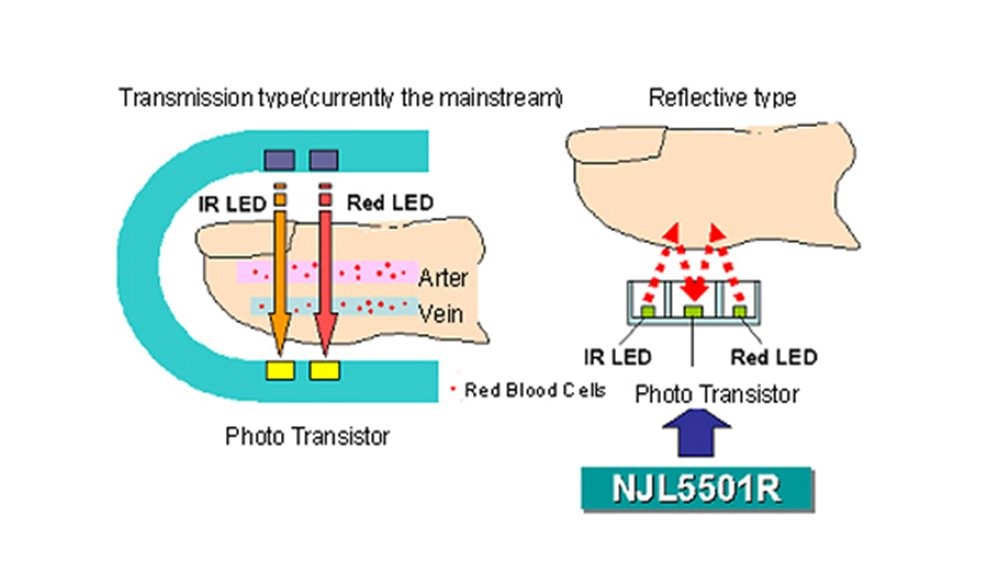 Transmission type(currently the mainstream)
Reflective type
IR LED
Red LED
Arter
Vein
IR LED
Red LED
Red Blood Cells
Photo Transistor
Photo Transistor
NJL5501R